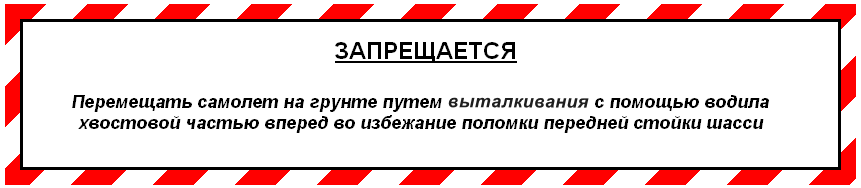 ЗАПРЕЩАЕТСЯ
Перемещать самолет на грунте путем выталкивания с помощью водила
хвостовой частью вперед во избежание поломки передней стойки шасси